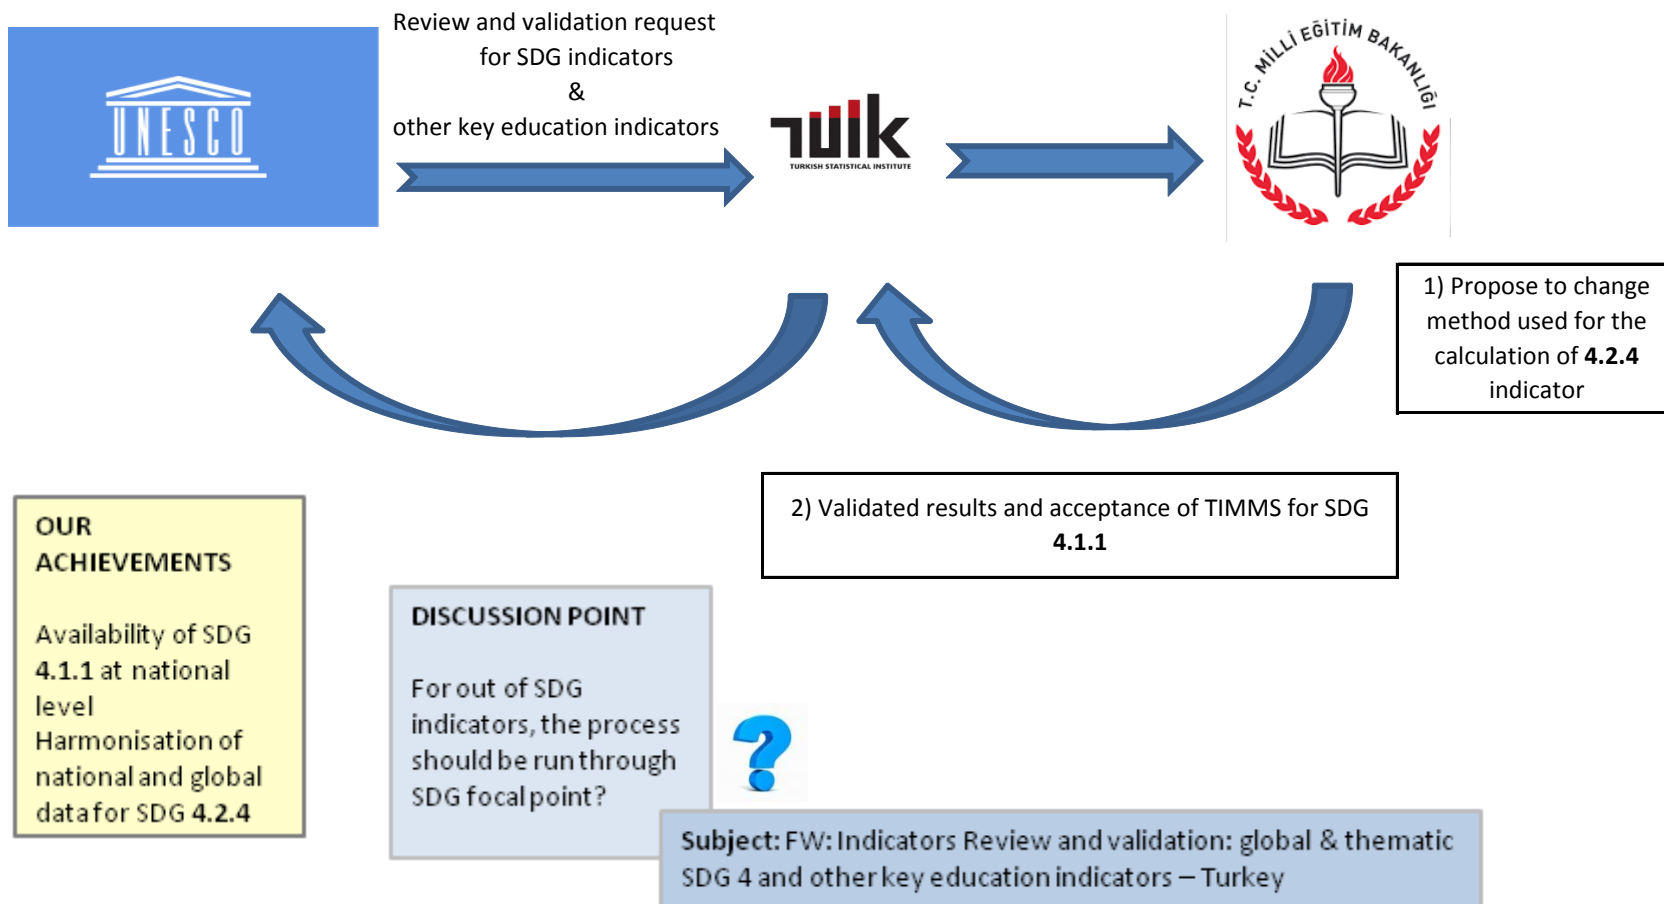 Review and validation request
for SDG indicators
&
other key education indicators
UNESCO
TUIK
TURKISH STATISTICAL INSTITUTE
T.C. MİLLİ EĞİTİM BAKANLIĞI
1) Propose to change
method used for the
calculation of 4.2.4
indicator
2) Validated results and acceptance of TIMMS for SDG
4.1.1
OUR
ACHIEVEMENTS
Availability of SDG
4.1.1 at national
level
Harmonisation of
national and global
data for SDG 4.2.4
DISCUSSION POINT
For out of SDG
indicators, the process
should be run through
SDG focal point?
?
Subject: FW: Indicators Review and validation: global & thematic
SDG 4 and other key education indicators – Turkey